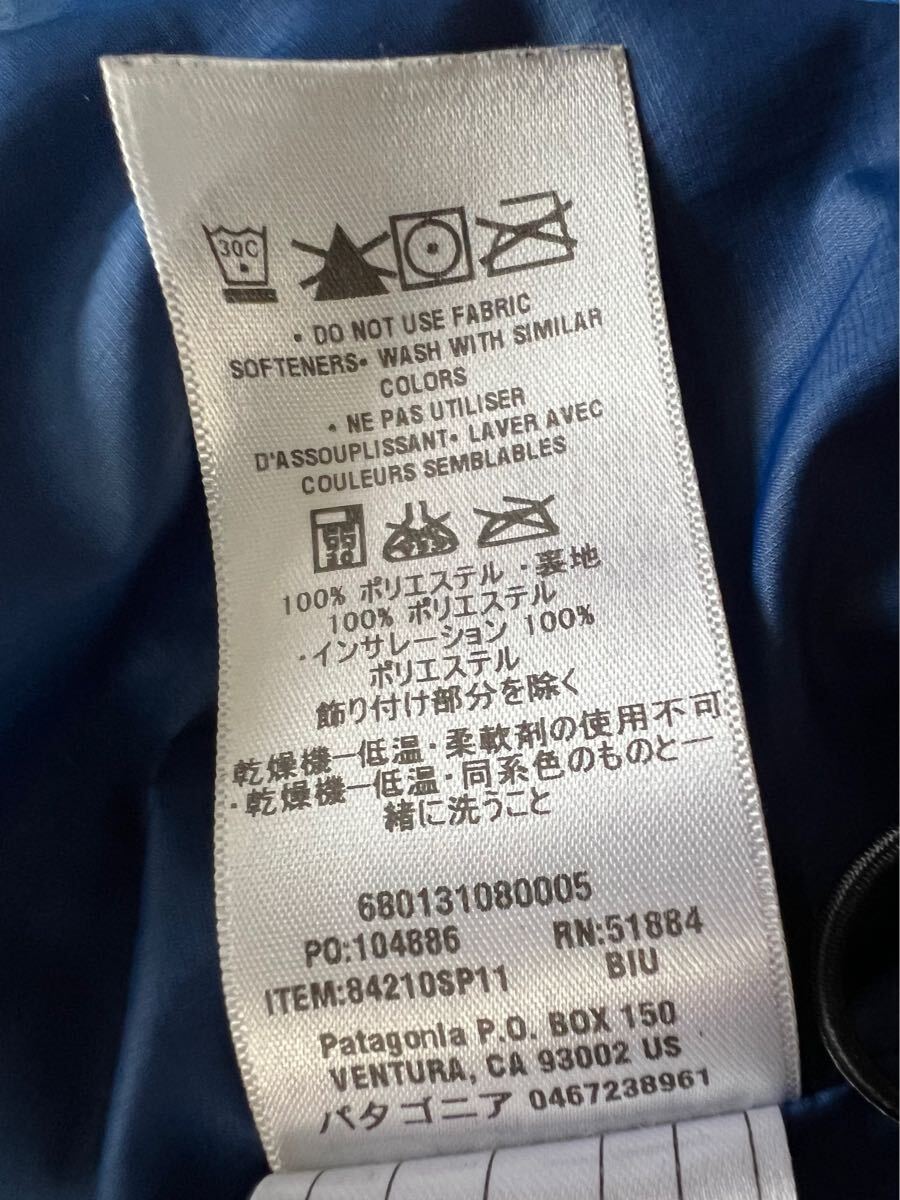 30C
• DO NOT USE FABRIC
SOFTENERS• WASH WITH SIMILAR
COLORS
• NE PAS UTILISER
D'ASSOUPLISSANT• LAVER AVEC
COULEURS SEMBLABLES
100% ポリエステル ・裏地
100% ポリエステル
・インサレーション 100%
ポリエステル
飾り付け部分を除く
乾燥機ー低温・柔軟剤の使用不可
・乾燥機ー低温・同系色のものと一
緒に洗うこと
680131080005
PO:104886 RN:51884
ITEM:84210SP11 BIU
Patagonia P.O. BOX 150
VENTURA, CA 93002 US
パタゴニア 0467238961